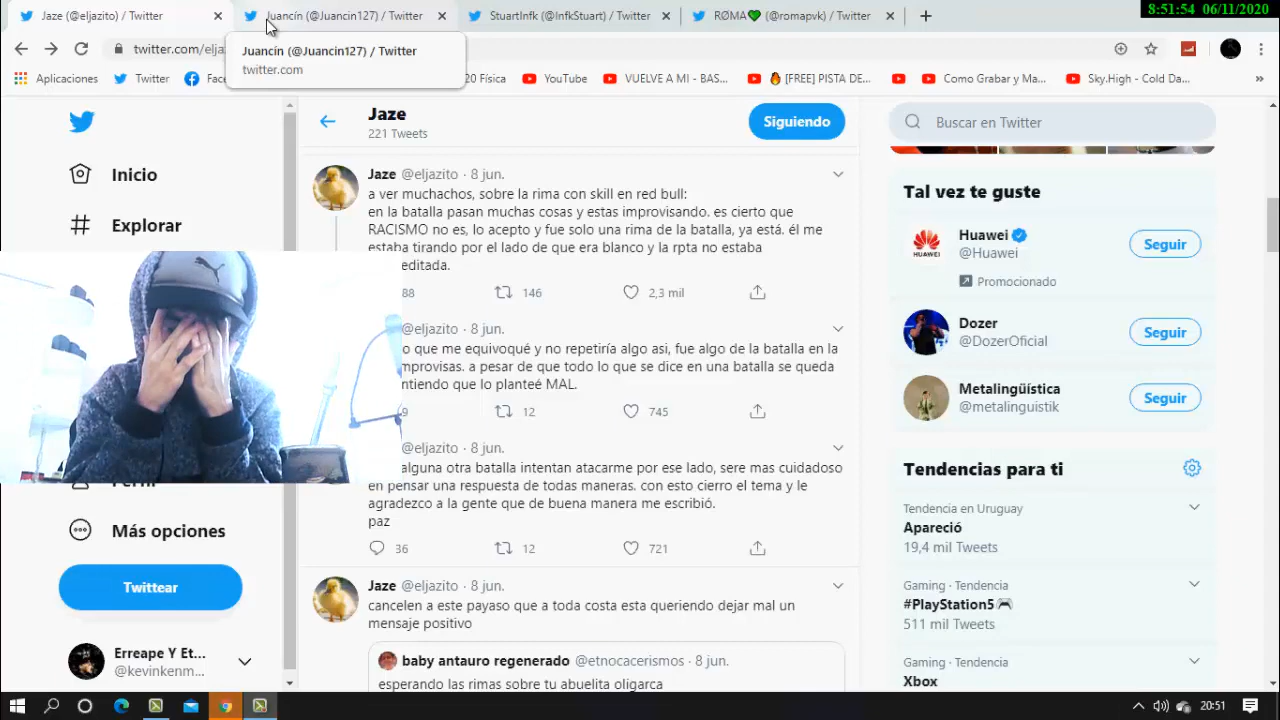 8:51:54 06/11/2020
Jaze (@eljazito) / Twitter
Juancín (@Juancin127) / Twitter
StuartInfk (@InfkStuart) / Twitter
RØMA💚 (@romapvk) / Twitter
twitter.com/elja
Juancín (@Juancin127) / Twitter
twitter.com
Aplicaciones
Twitter
Face
20 Física
YouTube
VUELVE A MI - BAS...
🔥 [FREE] PISTA DE...
Como Grabar y Ma...
Sky.High - Cold Da...
»
Inicio
Explorar
Más opciones
Twittear
Erreape Y Et...
@kevinkenm...
Jaze
221 Tweets
Siguiendo
Jaze @eljazito · 8 jun.
a ver muchachos, sobre la rima con skill en red bull:
en la batalla pasan muchas cosas y estas improvisando. es cierto que
RACISMO no es, lo acepto y fue solo una rima de la batalla, ya está. él me
estaba tirando por el lado de que era blanco y la rpta no estaba
editada.
88 146 2,3 mil
@eljazito · 8 jun.
o que me equivoqué y no repetiría algo asi, fue algo de la batalla en la
mprovisas. a pesar de que todo lo que se dice en una batalla se queda
ntiendo que lo planteé MAL.
9 12 745
@eljazito · 8 jun.
alguna otra batalla intentan atacarme por ese lado, sere mas cuidadoso
en pensar una respuesta de todas maneras. con esto cierro el tema y le
agradezco a la gente que de buena manera me escribió.
paz
36 12 721
Jaze @eljazito · 8 jun.
cancelen a este payaso que a toda costa esta queriendo dejar mal un
mensaje positivo
baby antauro regenerado @etnocacerismos · 8 jun.
esperando las rimas sobre tu abuelita oligarca
Buscar en Twitter
Tal vez te guste
HUAWEI
Huawei
@Huawei
Seguir
Promocionado
Dozer
@DozerOficial
Seguir
Metalingüística
@metalinguistik
Seguir
Tendencias para ti
Tendencia en Uruguay
Apareció
19,4 mil Tweets
Gaming · Tendencia
#PlayStation5🎮
511 mil Tweets
Gaming · Tendencia
Xbox
20:51